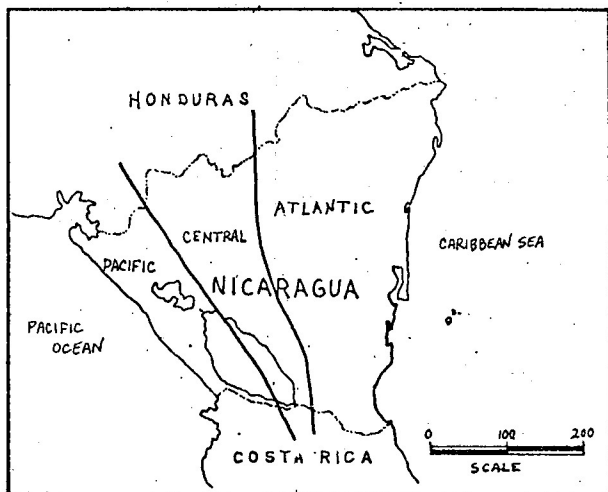 HONDURAS
ATLANTIC
CENTRAL
CARIBBEAN SEA
PACIFIC
NICARAGUA
PACIFIC
OCEAN
COSTA RICA
0 100 200
SCALE